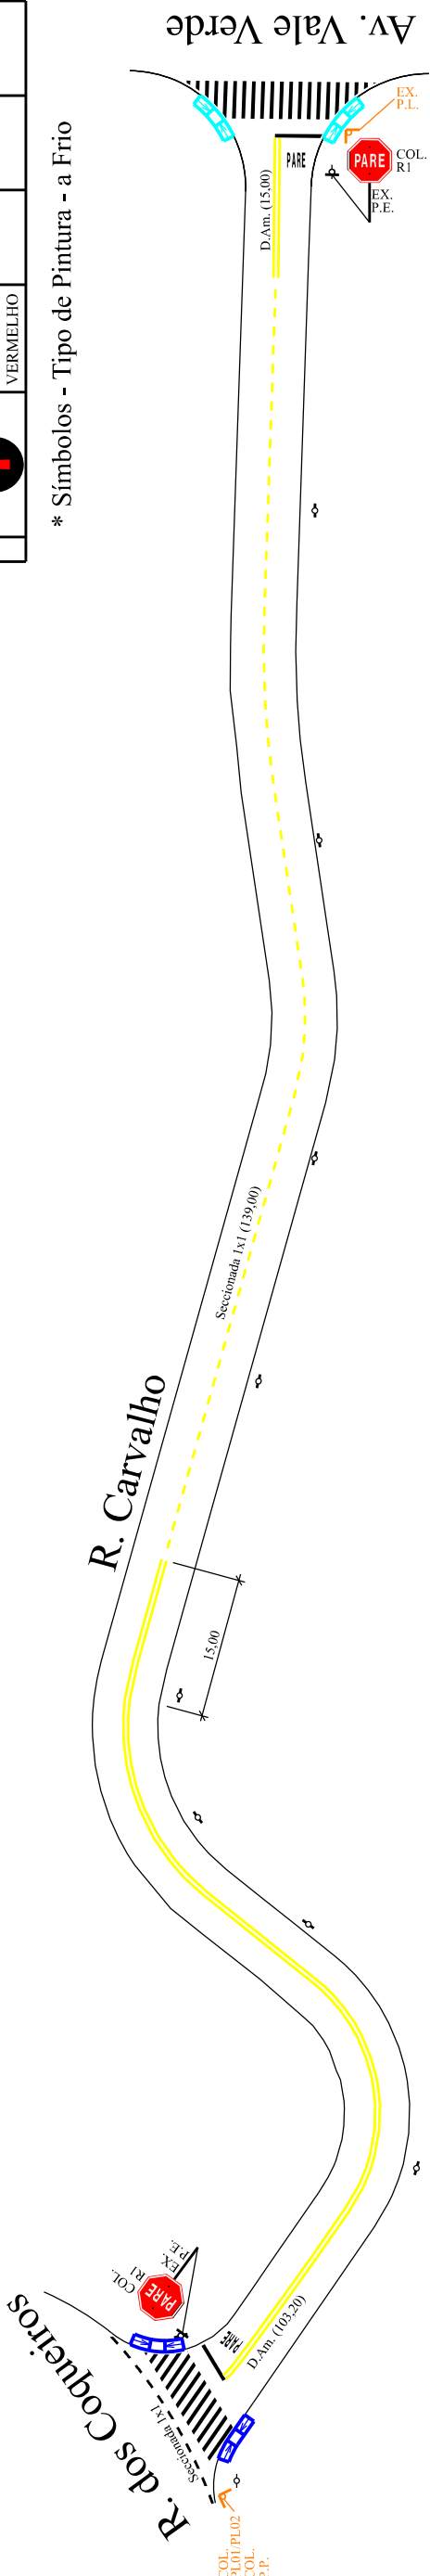 Av. Vale Verde
VERMELHO
* Símbolos - Tipo de Pintura - a Frio
EX.
P.L.
PARE
COL.
R1
EX.
P.E.
PARE
D.Am. (15,00)
Seccionada 1x1 (139,00)
R. Carvalho
15,00
P.E.
EX.
R1
COL.
PARE
PARE
D.Am. (103,20)
R. dos Coqueiros
Seccionada 1x1
COL.
PL01/PL02
COL.
P.P.